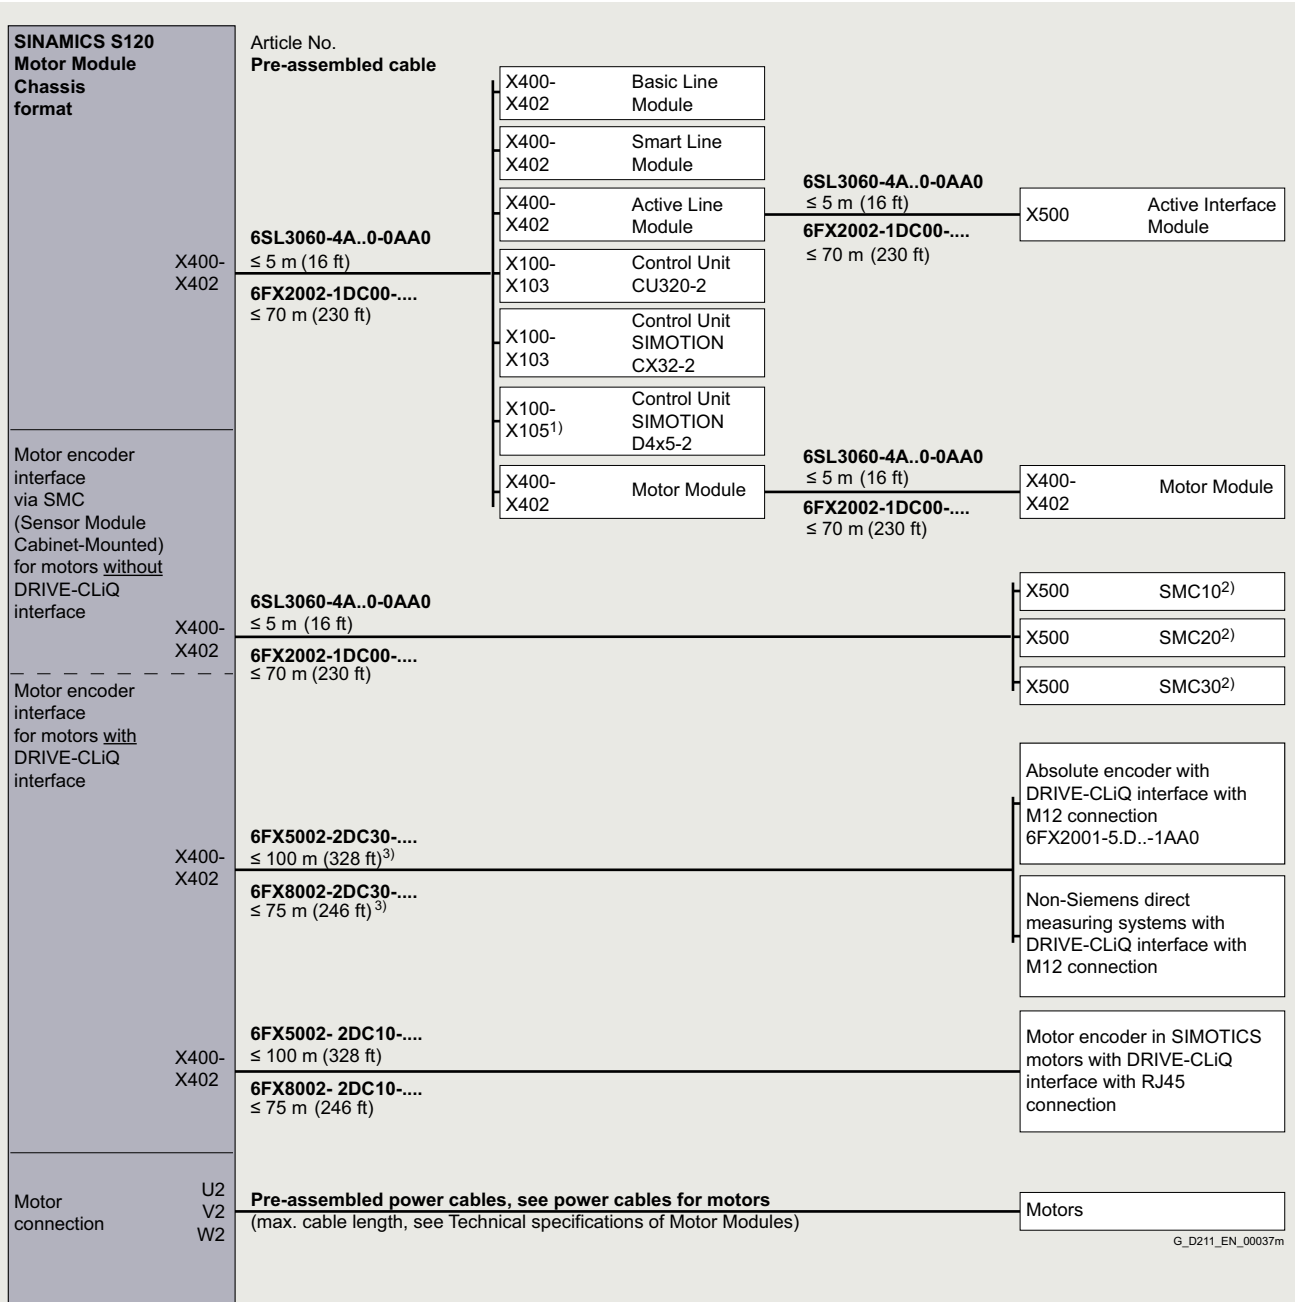 SINAMICS S120
Motor Module
Chassis
format
Article No.
Pre-assembled cable
X400-
X402
6SL3060-4A..0-0AA0
≤ 5 m (16 ft)
6FX2002-1DC00-....
≤ 70 m (230 ft)
X400- Basic Line
X402 Module
X400- Smart Line
X402 Module
X400- Active Line
X402 Module
6SL3060-4A..0-0AA0
≤ 5 m (16 ft)
6FX2002-1DC00-....
≤ 70 m (230 ft)
X500 Active Interface
Module
X100- Control Unit
X103 CU320-2
Control Unit
X100- SIMOTION
X103 CX32-2
Control Unit
X100- SIMOTION
X1051) D4x5-2
X400- Motor Module
X402
6SL3060-4A..0-0AA0
≤ 5 m (16 ft)
6FX2002-1DC00-....
≤ 70 m (230 ft)
X400- Motor Module
X402
Motor encoder
interface
via SMC
(Sensor Module
Cabinet-Mounted)
for motors without
DRIVE-CLiQ
interface
X400-
X402
6SL3060-4A..0-0AA0
≤ 5 m (16 ft)
6FX2002-1DC00-....
≤ 70 m (230 ft)
X500 SMC102)
X500 SMC202)
X500 SMC302)
Motor encoder
interface
for motors with
DRIVE-CLiQ
interface
X400-
X402
6FX5002-2DC30-....
≤ 100 m (328 ft)3)
6FX8002-2DC30-....
≤ 75 m (246 ft)3)
Absolute encoder with
DRIVE-CLiQ interface with
M12 connection
6FX2001-5.D..-1AA0
Non-Siemens direct
measuring systems with
DRIVE-CLiQ interface with
M12 connection
X400-
X402
6FX5002- 2DC10-....
≤ 100 m (328 ft)
6FX8002- 2DC10-....
≤ 75 m (246 ft)
Motor encoder in SIMOTICS
motors with DRIVE-CLiQ
interface with RJ45
connection
Motor
connection
U2
V2
W2
Pre-assembled power cables, see power cables for motors
(max. cable length, see Technical specifications of Motor Modules)
Motors
G_D211_EN_00037m